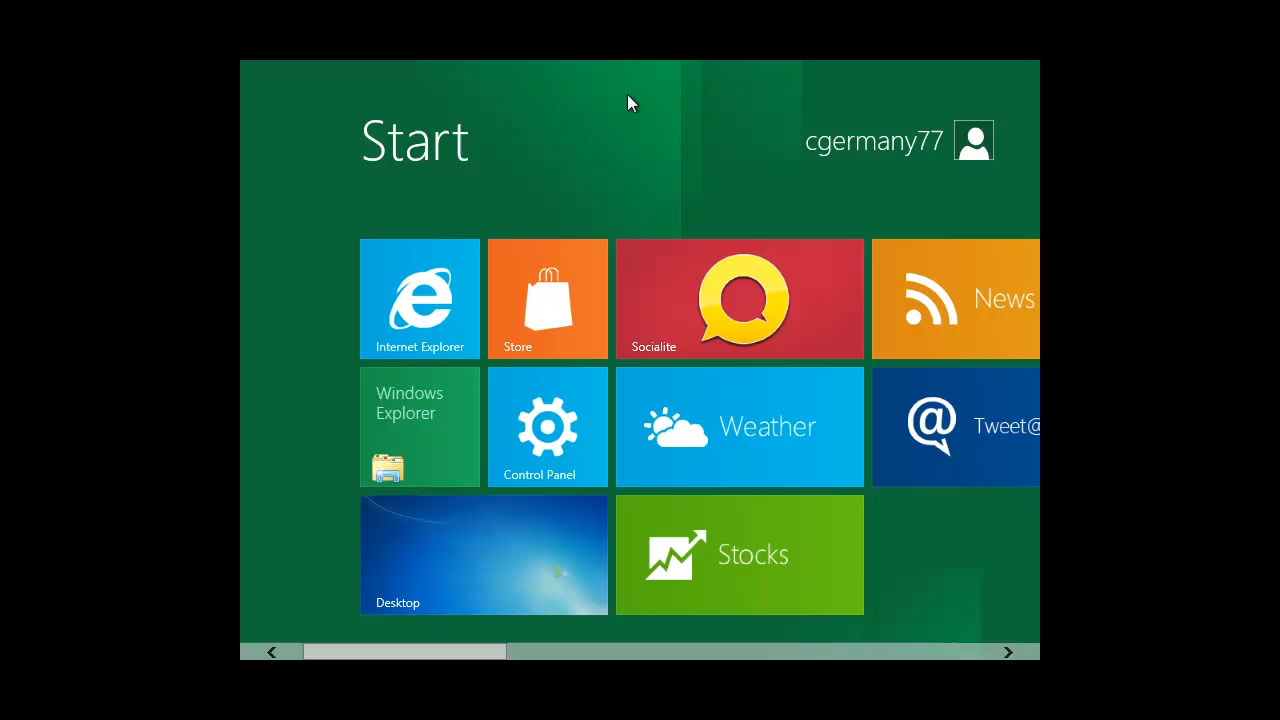 Start
cgermany77
Internet Explorer
Store
Socialite
News
Windows
Explorer
Control Panel
Weather
Tweet@
Desktop
Stocks